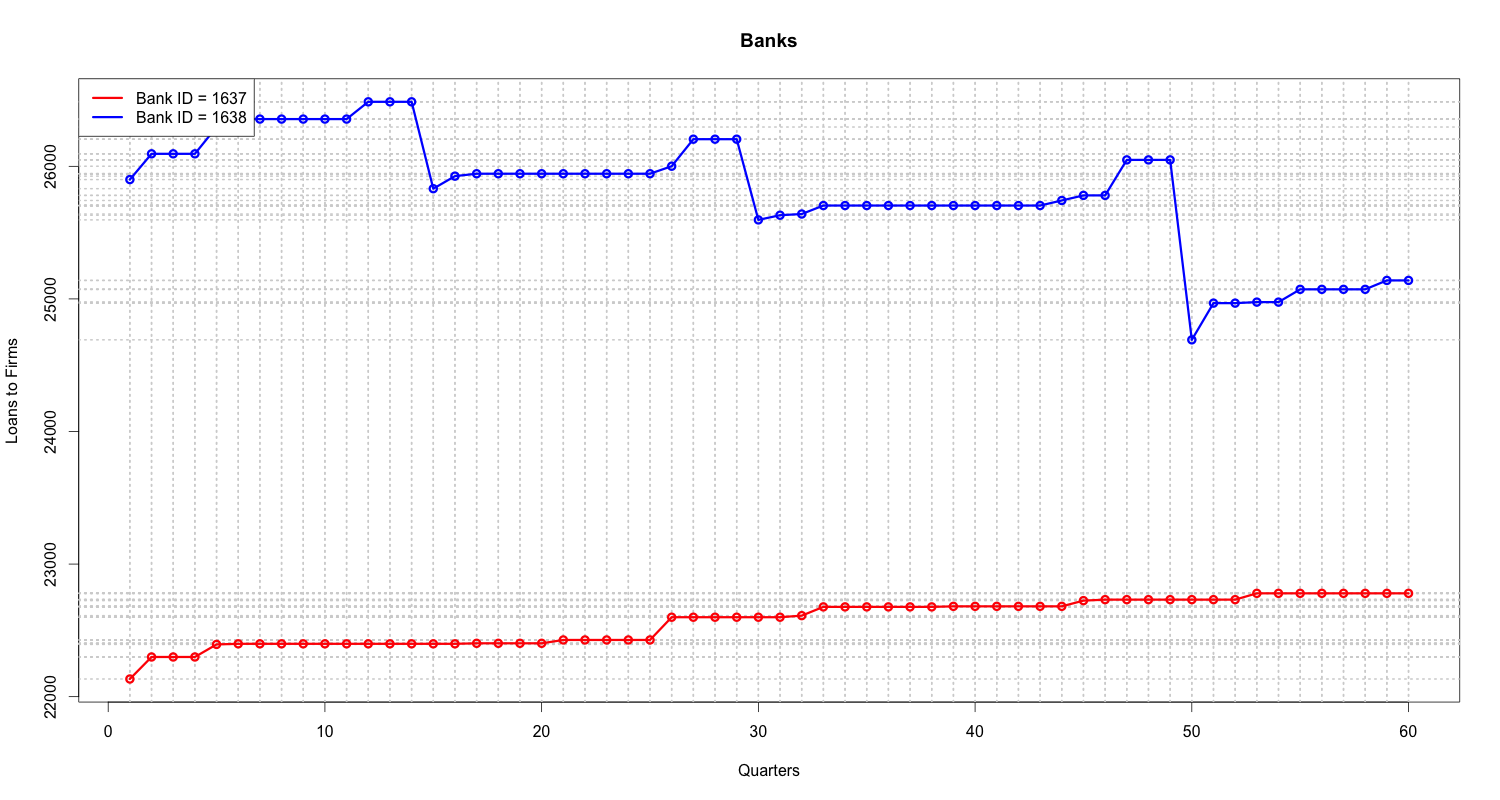 Banks
Bank ID = 1637
Bank ID = 1638
Loans to Firms
26000
25000
24000
23000
22000
0 10 20 30 40 50 60
Quarters